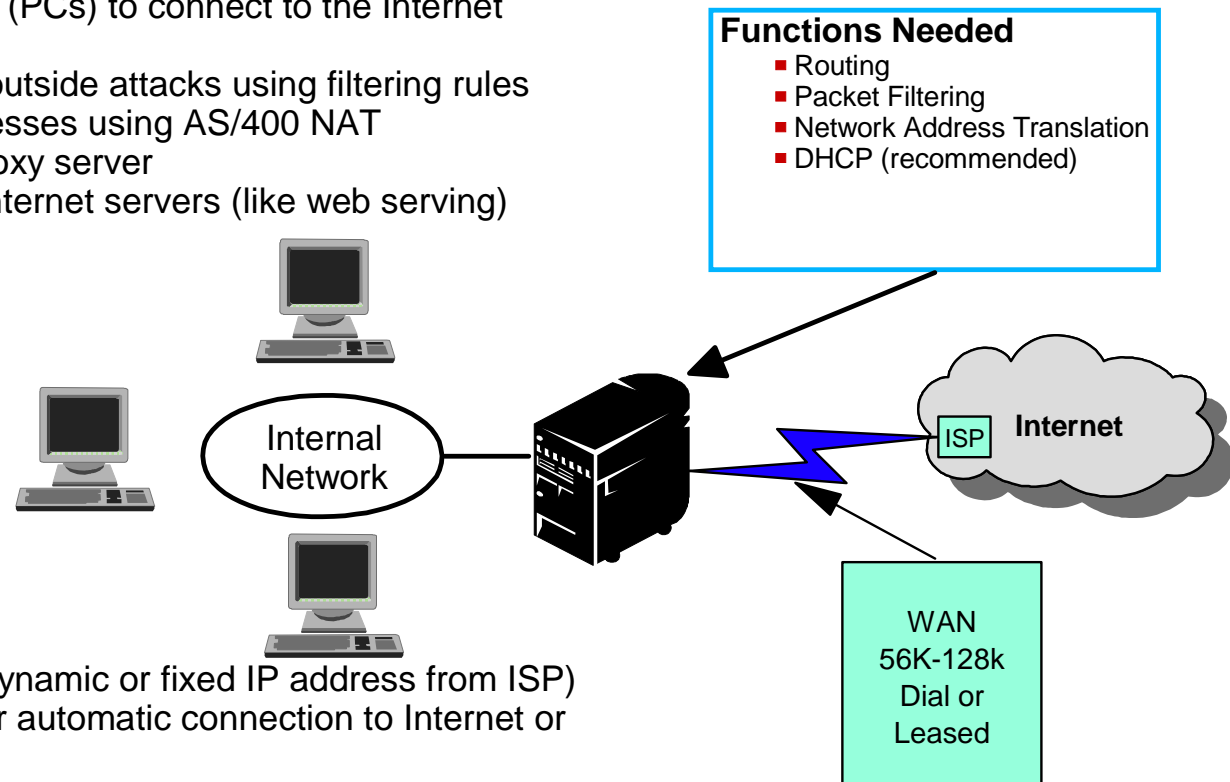 (PCs) to connect to the Internet
outside attacks using filtering rules
esses using AS/400 NAT
oxy server
nternet servers (like web serving)
Functions Needed
Routing
Packet Filtering
Network Address Translation
DHCP (recommended)
Internal
Network
ISP
Internet
WAN
56K-128k
Dial or
Leased
ynamic or fixed IP address from ISP)
r automatic connection to Internet or